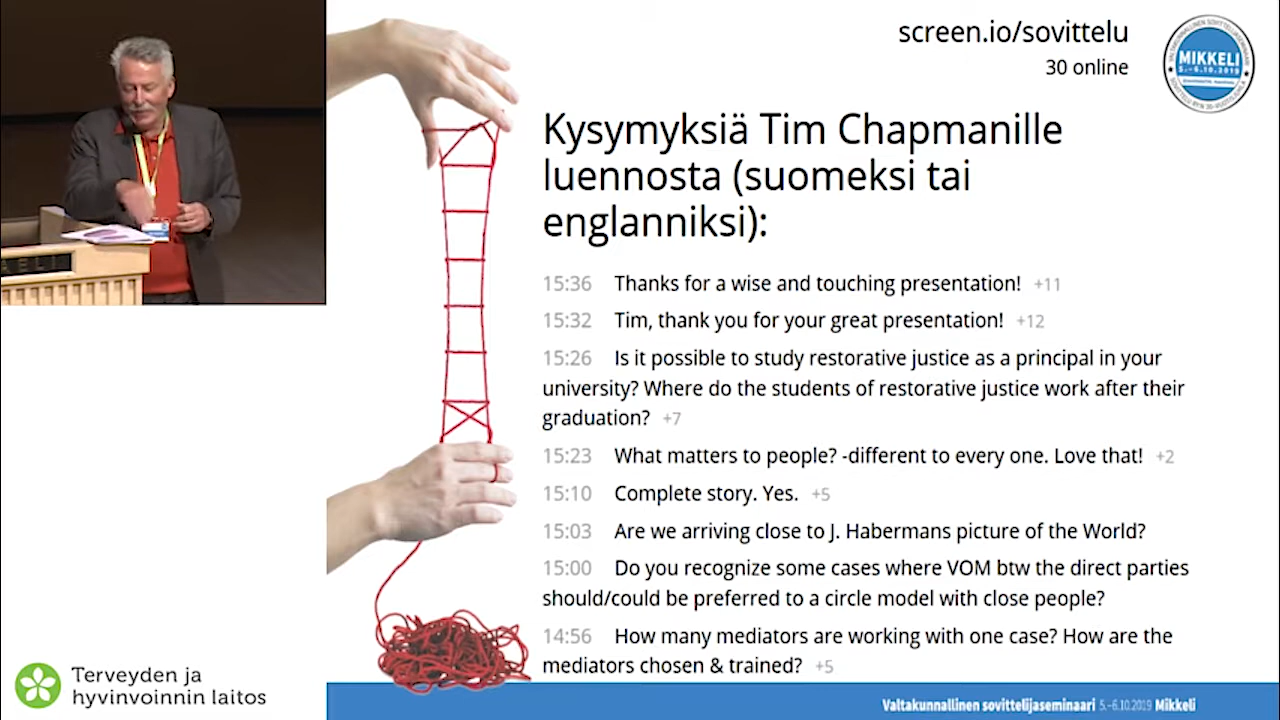 screen.io/sovittelu
30 online
MIKKELI
5.–6.10.2019
Kysymyksiä Tim Chapmanille
luennosta (suomeksi tai
englanniksi):
15:36 Thanks for a wise and touching presentation! +11
15:32 Tim, thank you for your great presentation! +12
15:26 Is it possible to study restorative justice as a principal in your
university? Where do the students of restorative justice work after their
graduation? +7
15:23 What matters to people? -different to every one. Love that! +2
15:10 Complete story. Yes. +5
15:03 Are we arriving close to J. Habermans picture of the World?
15:00 Do you recognize some cases where VOM btw the direct parties
should/could be preferred to a circle model with close people?
14:56 How many mediators are working with one case? How are the
mediators chosen & trained? +5
Terveyden ja
hyvinvoinnin laitos
Valtakunnallinen sovittelijaseminaari 5.–6.10.2019 Mikkeli